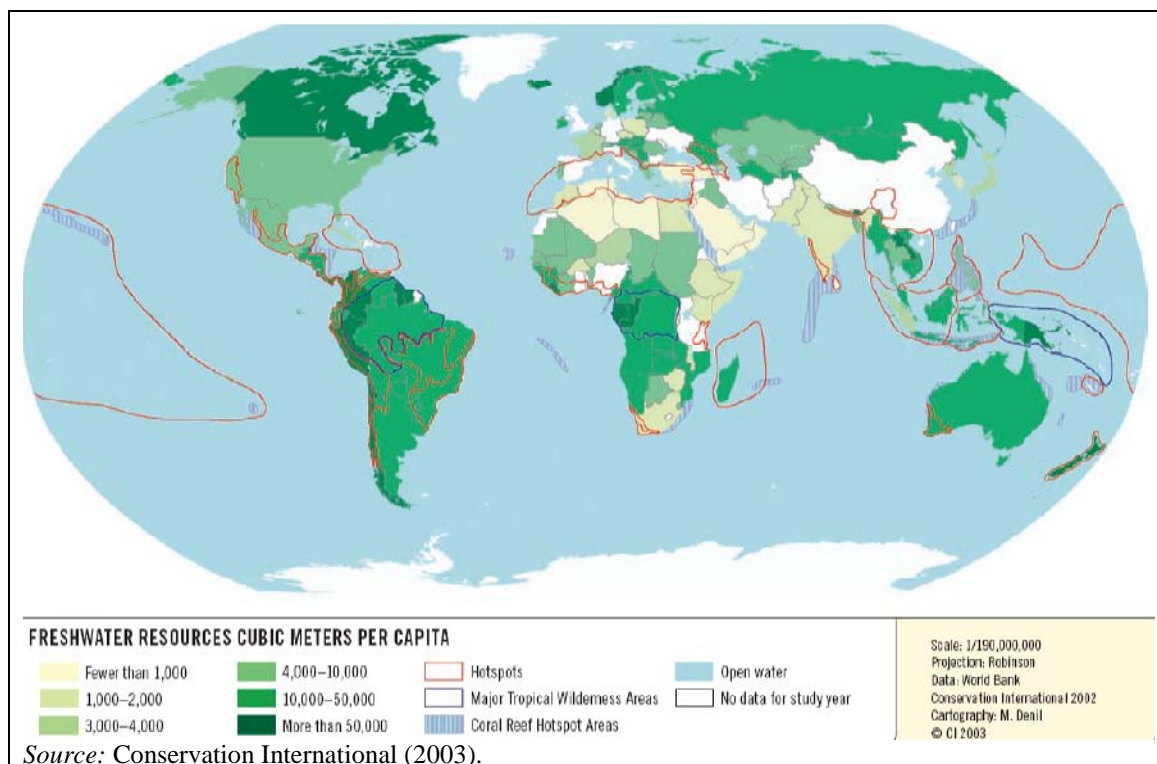 FRESHWATER RESOURCES CUBIC METERS PER CAPITA
Fewer than 1,000
1,000–2,000
3,000–4,000
4,000–10,000
10,000–50,000
More than 50,000
Hotspots
Major Tropical Wilderness Areas
Coral Reef Hotspot Areas
Open water
No data for study year
Scale: 1/190,000,000
Projection: Robinson
Data: World Bank
Conservation International 2002
Cartography: M. Denil
© CI 2003
Source: Conservation International (2003).